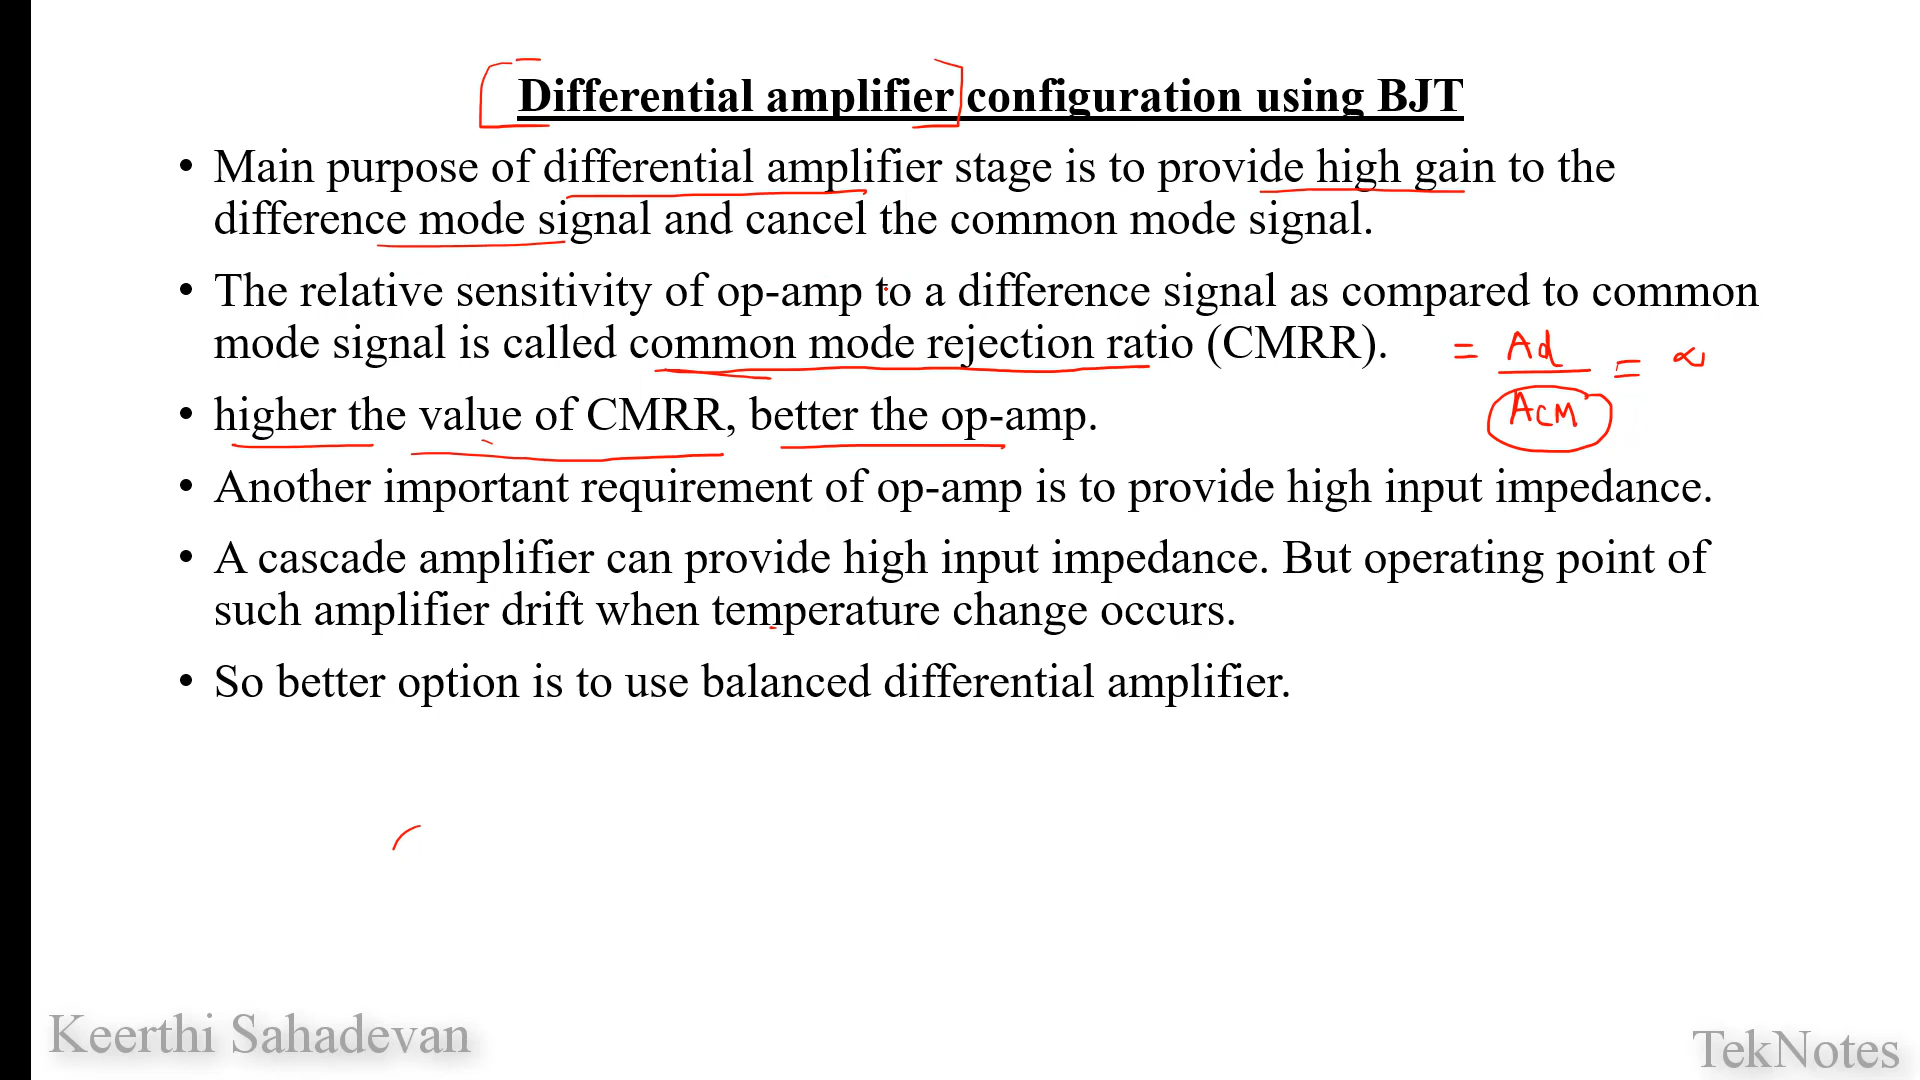 Differential amplifier configuration using BJT
• Main purpose of differential amplifier stage is to provide high gain to the
difference mode signal and cancel the common mode signal.
• The relative sensitivity of op-amp to a difference signal as compared to common
mode signal is called common mode rejection ratio (CMRR). = Ad / ACM = ∝
• higher the value of CMRR, better the op-amp.
• Another important requirement of op-amp is to provide high input impedance.
• A cascade amplifier can provide high input impedance. But operating point of
such amplifier drift when temperature change occurs.
• So better option is to use balanced differential amplifier.
Keerthi Sahadevan
TekNotes